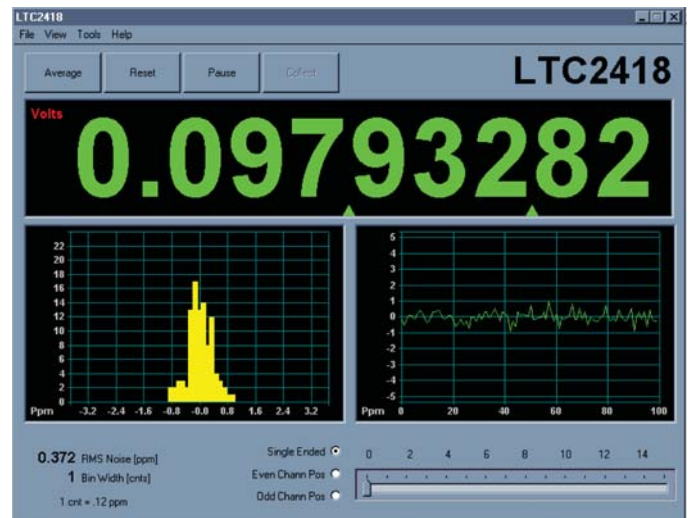 LTC2418
File View Tools Help
Average Reset Pause Collect
LTC2418
Volts
0.09793282
22
20
18
16
14
12
10
8
6
4
2
0
Ppm -3.2 -2.4 -1.6 -0.8 -0.0 0.8 1.6 2.4 3.2
5
4
3
2
1
0
-1
-2
-3
-4
-5
Ppm 0 20 40 60 80 100
0.372 RMS Noise [ppm]
1 Bin Width [cnts]
1 cnt = .12 ppm
Single Ended
Even Chann Pos
Odd Chann Pos
0 2 4 6 8 10 12 14